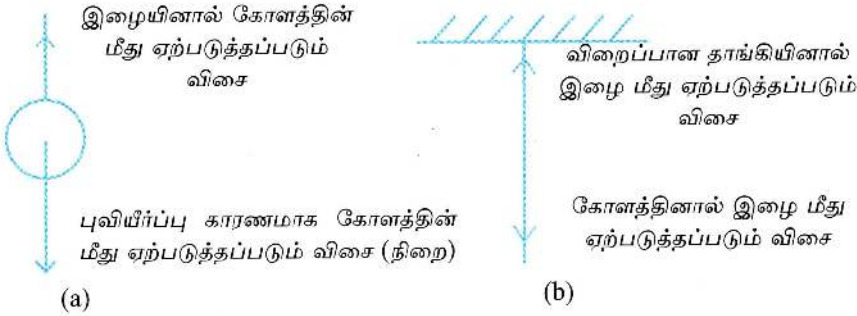 இழையினால் கோளத்தின்
மீது ஏற்படுத்தப்படும்
விசை
புவியீர்ப்பு காரணமாக கோளத்தின்
மீது ஏற்படுத்தப்படும் விசை (நிறை)
(a)
விறைப்பான தாங்கியினால்
இழை மீது ஏற்படுத்தப்படும்
விசை
கோளத்தினால் இழை மீது
ஏற்படுத்தப்படும் விசை
(b)